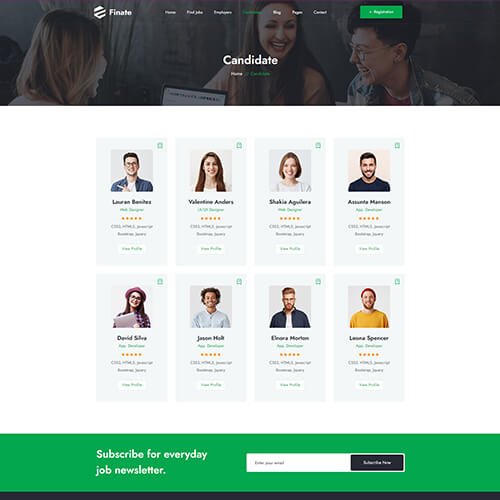 Finate
Home Find Jobs Employers Candidates Blog Pages Contact
+ Registration
Candidate
Home // Candidate
Lauran Benitez
Web Designer
CSS3, HTML5, Javascript
Bootstrap, Jquery
View Profile
Valentine Anders
UI/UX Designer
CSS3, HTML5, Javascript
Bootstrap, Jquery
View Profile
Shakia Aguilera
Web Designer
CSS3, HTML5, Javascript
Bootstrap, Jquery
View Profile
Assunta Manson
App. Developer
CSS3, HTML5, Javascript
Bootstrap, Jquery
View Profile
David Silva
App. Developer
CSS3, HTML5, Javascript
Bootstrap, Jquery
View Profile
Jason Holt
App. Developer
CSS3, HTML5, Javascript
Bootstrap, Jquery
View Profile
Elnora Morton
App. Developer
CSS3, HTML5, Javascript
Bootstrap, Jquery
View Profile
Leona Spencer
App. Developer
CSS3, HTML5, Javascript
Bootstrap, Jquery
View Profile
Subscribe for everyday
job newsletter.
Enter your email
Subscribe Now